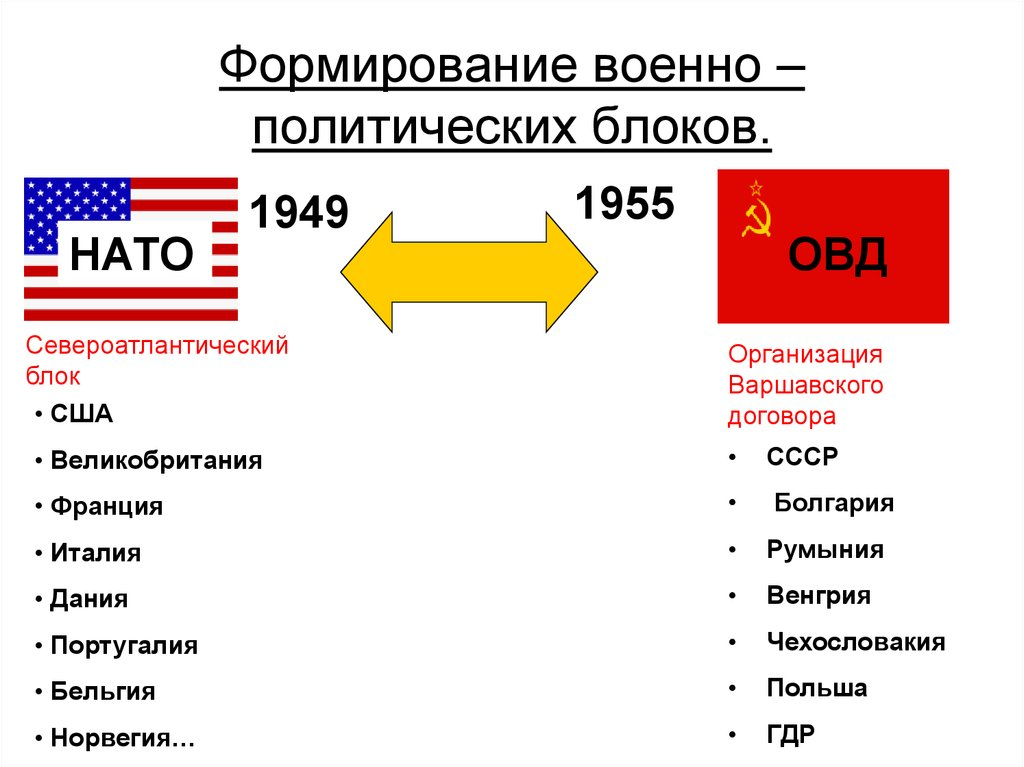 Формирование военно –
политических блоков.
НАТО
1949
1955
ОВД
Североатлантический
блок
• США
• Великобритания
• Франция
• Италия
• Дания
• Португалия
• Бельгия
• Норвегия…
Организация
Варшавского
договора
• СССР
• Болгария
• Румыния
• Венгрия
• Чехословакия
• Польша
• ГДР